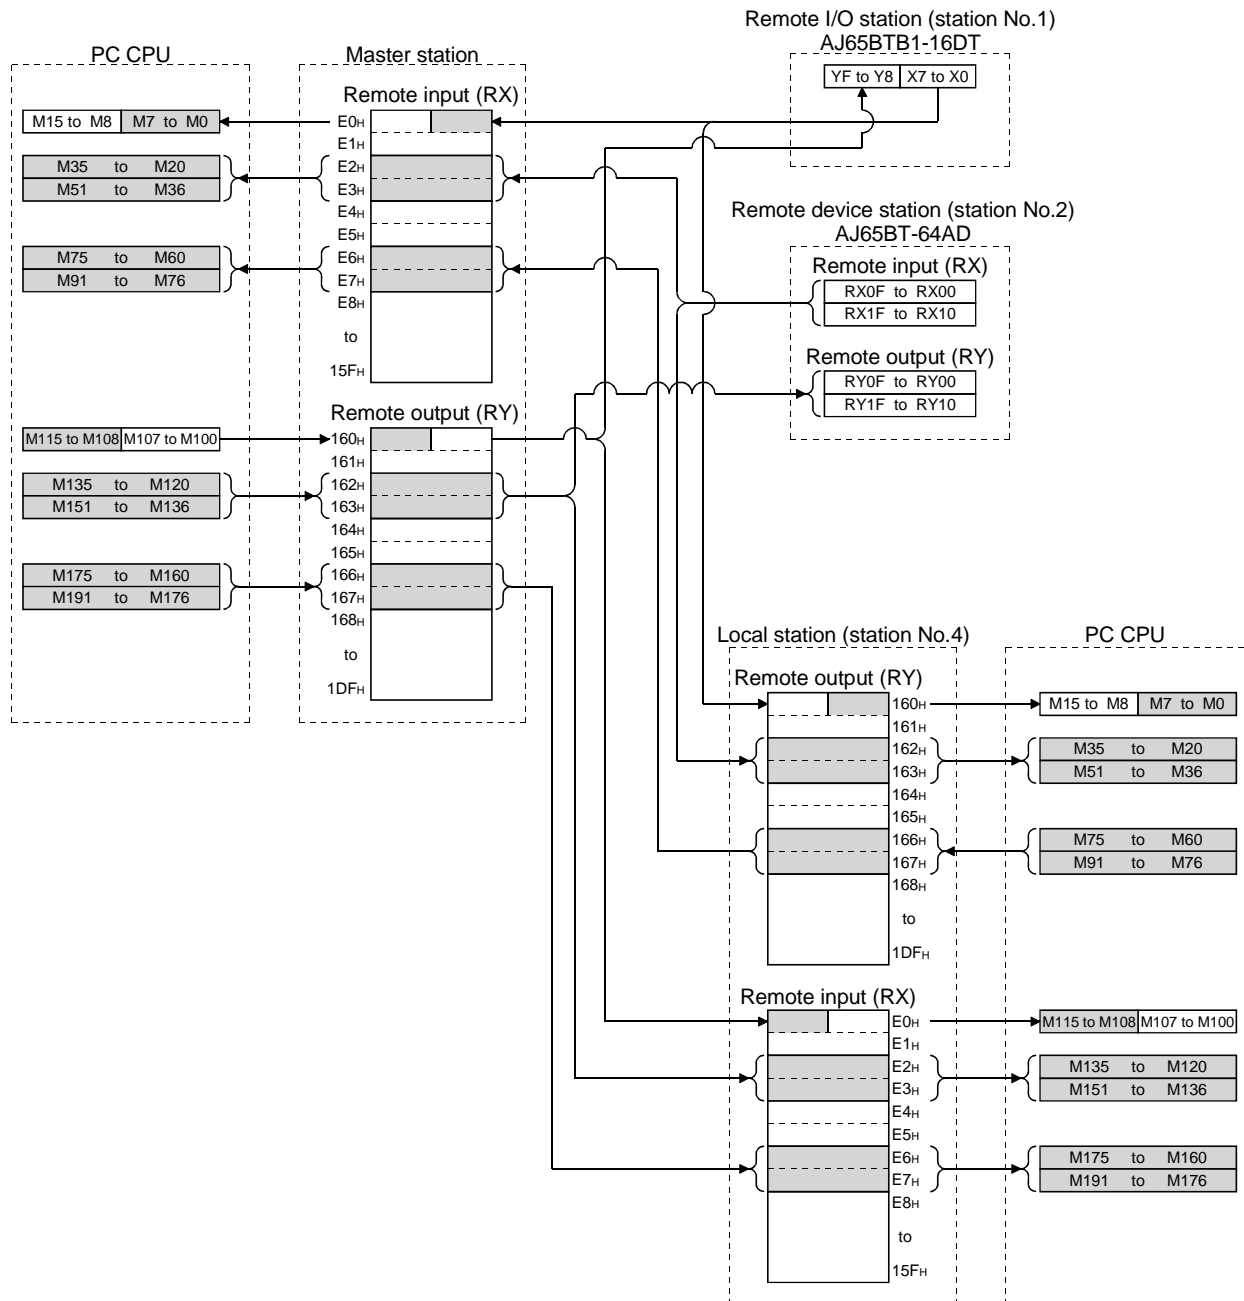 Remote I/O station (station No.1)
AJ65BTB1-16DT
YF to Y8 X7 to X0
PC CPU
Master station
Remote input (RX)
M15 to M8 M7 to M0
M35 to M20
M51 to M36
M75 to M60
M91 to M76
E0H
E1H
E2H
E3H
E4H
E5H
E6H
E7H
E8H
to
15FH
Remote device station (station No.2)
AJ65BT-64AD
Remote input (RX)
RX0F to RX00
RX1F to RX10
Remote output (RY)
RY0F to RY00
RY1F to RY10
Remote output (RY)
M115 to M108 M107 to M100
M135 to M120
M151 to M136
M175 to M160
M191 to M176
160H
161H
162H
163H
164H
165H
166H
167H
168H
to
1DFH
Local station (station No.4)
PC CPU
Remote output (RY)
160H
161H
162H
163H
164H
165H
166H
167H
168H
to
1DFH
M15 to M8 M7 to M0
M35 to M20
M51 to M36
M75 to M60
M91 to M76
Remote input (RX)
E0H
E1H
E2H
E3H
E4H
E5H
E6H
E7H
E8H
to
15FH
M115 to M108 M107 to M100
M135 to M120
M151 to M136
M175 to M160
M191 to M176